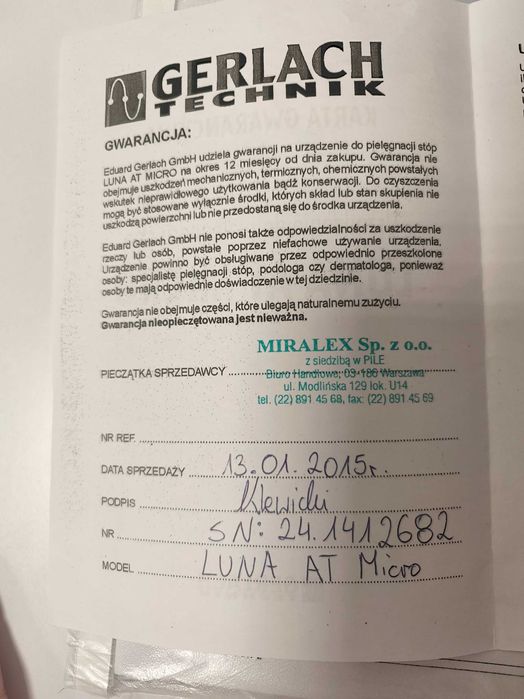 GERLACH
TECHNIK
GWARANCJA:
Eduard Gerlach GmbH udziela gwarancji na urządzenie do pielęgnacji stóp
LUNA AT MICRO na okres 12 miesięcy od dnia zakupu. Gwarancja nie
obejmuje uszkodzeń mechanicznych, termicznych, chemicznych powstałych
wskutek nieprawidłowego użytkowania bądź konserwacji. Do czyszczenia
mogą być stosowane wyłącznie środki, których skład lub stan skupienia nie
uszkodzą powierzchni lub nie przedostaną się do środka urządzenia.
Eduard Gerlach GmbH nie ponosi także odpowiedzialności za uszkodzenie
rzeczy lub osób, powstałe poprzez niefachowe używanie urządzenia.
Urządzenie powinno być obsługiwane przez odpowiednio przeszkolone
osoby: specjalistę pielęgnacji stóp, podologa czy dermatologa, ponieważ
osoby te mają odpowiednie doświadczenie w tej dziedzinie.
Gwarancja nie obejmuje części, które ulegają naturalnemu zużyciu.
Gwarancja nieopieczętowana jest nieważna.
MIRALEX Sp. z o.o.
z siedzibą w PILE
PIECZĄTKA SPRZEDAWCY Biuro Handlowe; 03-186 Warszawa
ul. Modlińska 129 lok. U14
tel. (22) 891 45 68, fax: (22) 891 45 69
NR REF.
DATA SPRZEDAŻY 13.01.2015r.
PODPIS Klewicki
NR SN: 24.1412682
MODEL LUNA AT Micro